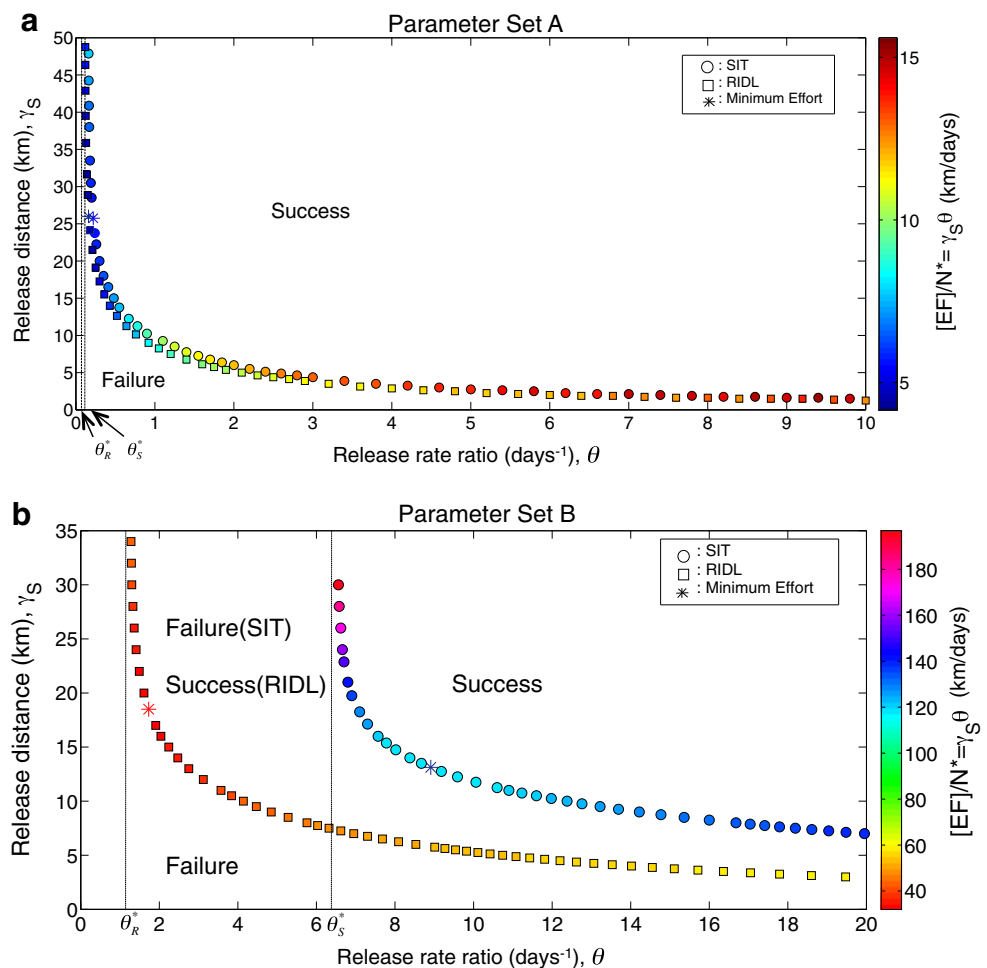 a
Parameter Set A
50
45
40
35
30
25
20
15
10
5
0
Release distance (km), γS
: SIT
: RIDL
: Minimum Effort
Success
Failure
0 1 2 3 4 5 6 7 8 9 10
θ*R θ*S
Release rate ratio (days-1), θ
15
10
5
[EF]/N*= γSθ (km/days)
b
Parameter Set B
35
30
25
20
15
10
5
0
Release distance (km), γS
: SIT
: RIDL
: Minimum Effort
Failure(SIT)
Success(RIDL)
Success
Failure
0 2 4 6 8 10 12 14 16 18 20
θ*R θ*S
Release rate ratio (days-1), θ
180
160
140
120
100
80
60
40
[EF]/N*=γSθ (km/days)